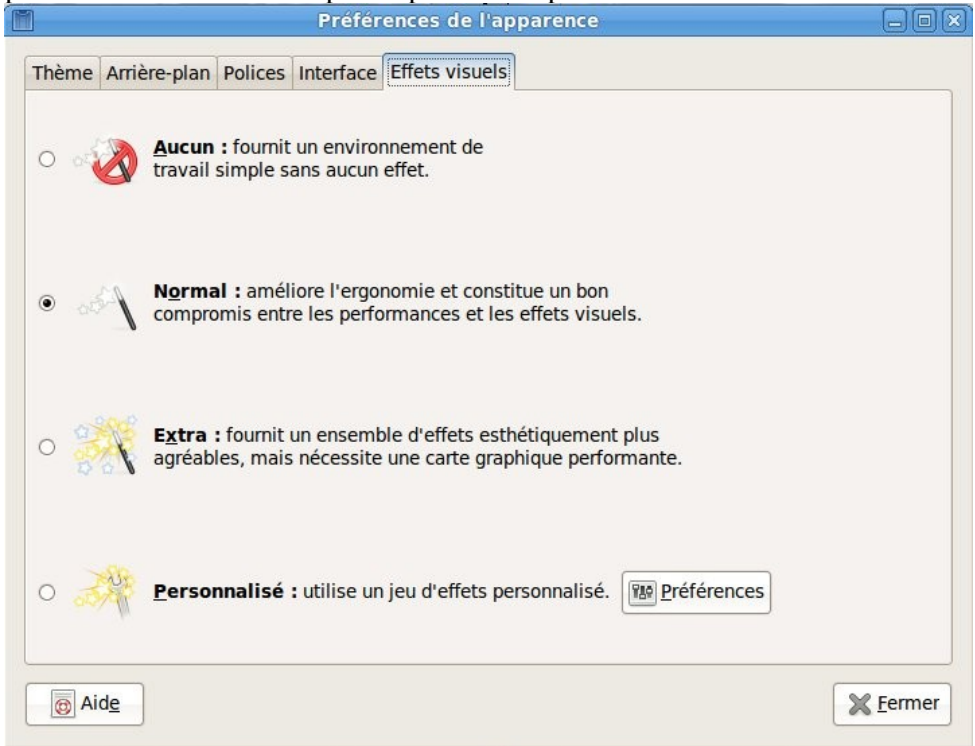 Préférences de l'apparence
Thème Arrière-plan Polices Interface Effets visuels
Aucun : fournit un environnement de
travail simple sans aucun effet.
Normal : améliore l'ergonomie et constitue un bon
compromis entre les performances et les effets visuels.
Extra : fournit un ensemble d'effets esthétiquement plus
agréables, mais nécessite une carte graphique performante.
Personnalisé : utilise un jeu d'effets personnalisé. Préférences
Aide Fermer